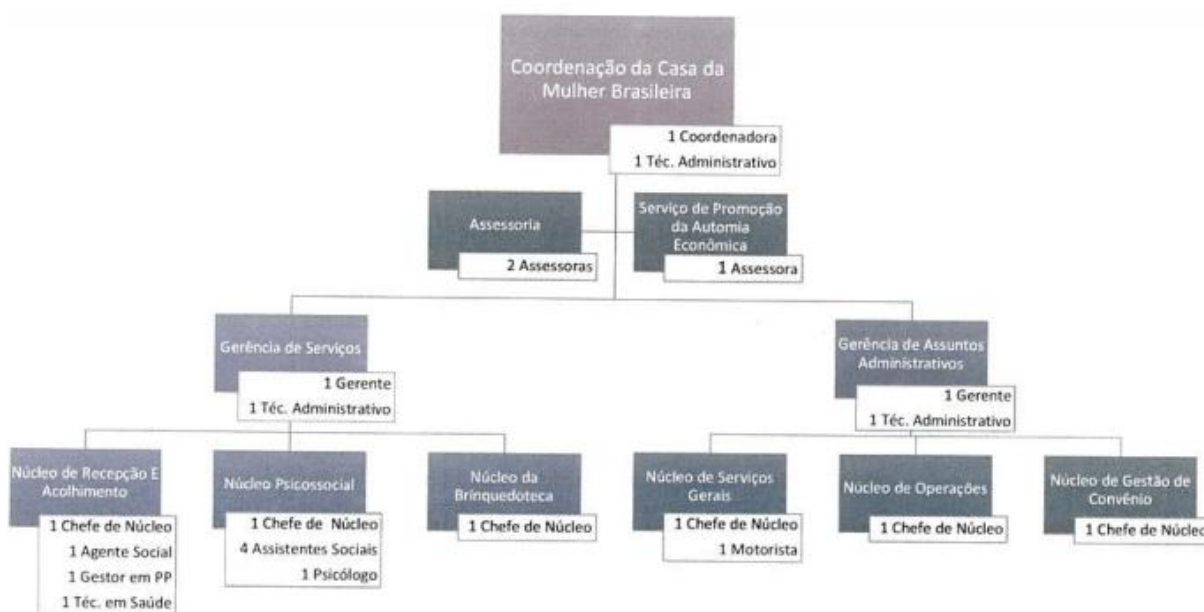 Coordenação da Casa da
Mulher Brasileira
1 Coordenadora
1 Téc. Administrativo
Assessoria
2 Assessoras
Serviço de Promoção
da Automia
Econômica
1 Assessora
Gerência de Serviços
1 Gerente
1 Téc. Administrativo
Gerência de Assuntos
Administrativos
1 Gerente
1 Téc. Administrativo
Núcleo de Recepção E
Acolhimento
1 Chefe de Núcleo
1 Agente Social
1 Gestor em PP
1 Téc. em Saúde
Núcleo Psicossocial
1 Chefe de Núcleo
4 Assistentes Sociais
1 Psicólogo
Núcleo da
Brinquedoteca
1 Chefe de Núcleo
Núcleo de Serviços
Gerais
1 Chefe de Núcleo
1 Motorista
Núcleo de Operações
1 Chefe de Núcleo
Núcleo de Gestão de
Convênio
1 Chefe de Núcleo